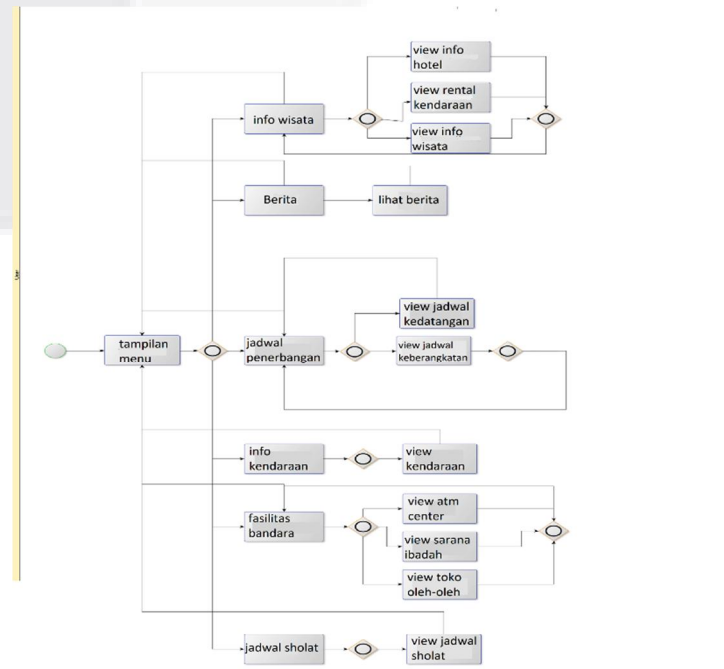 view info
hotel
view rental
kendaraan
info wisata
view info
wisata
Berita
lihat berita
view jadwal
kedatangan
tampilan
menu
jadwal
penerbangan
view jadwal
keberangkatan
info
kendaraan
view
kendaraan
view atm
center
fasilitas
bandara
view sarana
ibadah
view toko
oleh-oleh
jadwal sholat
view jadwal
sholat